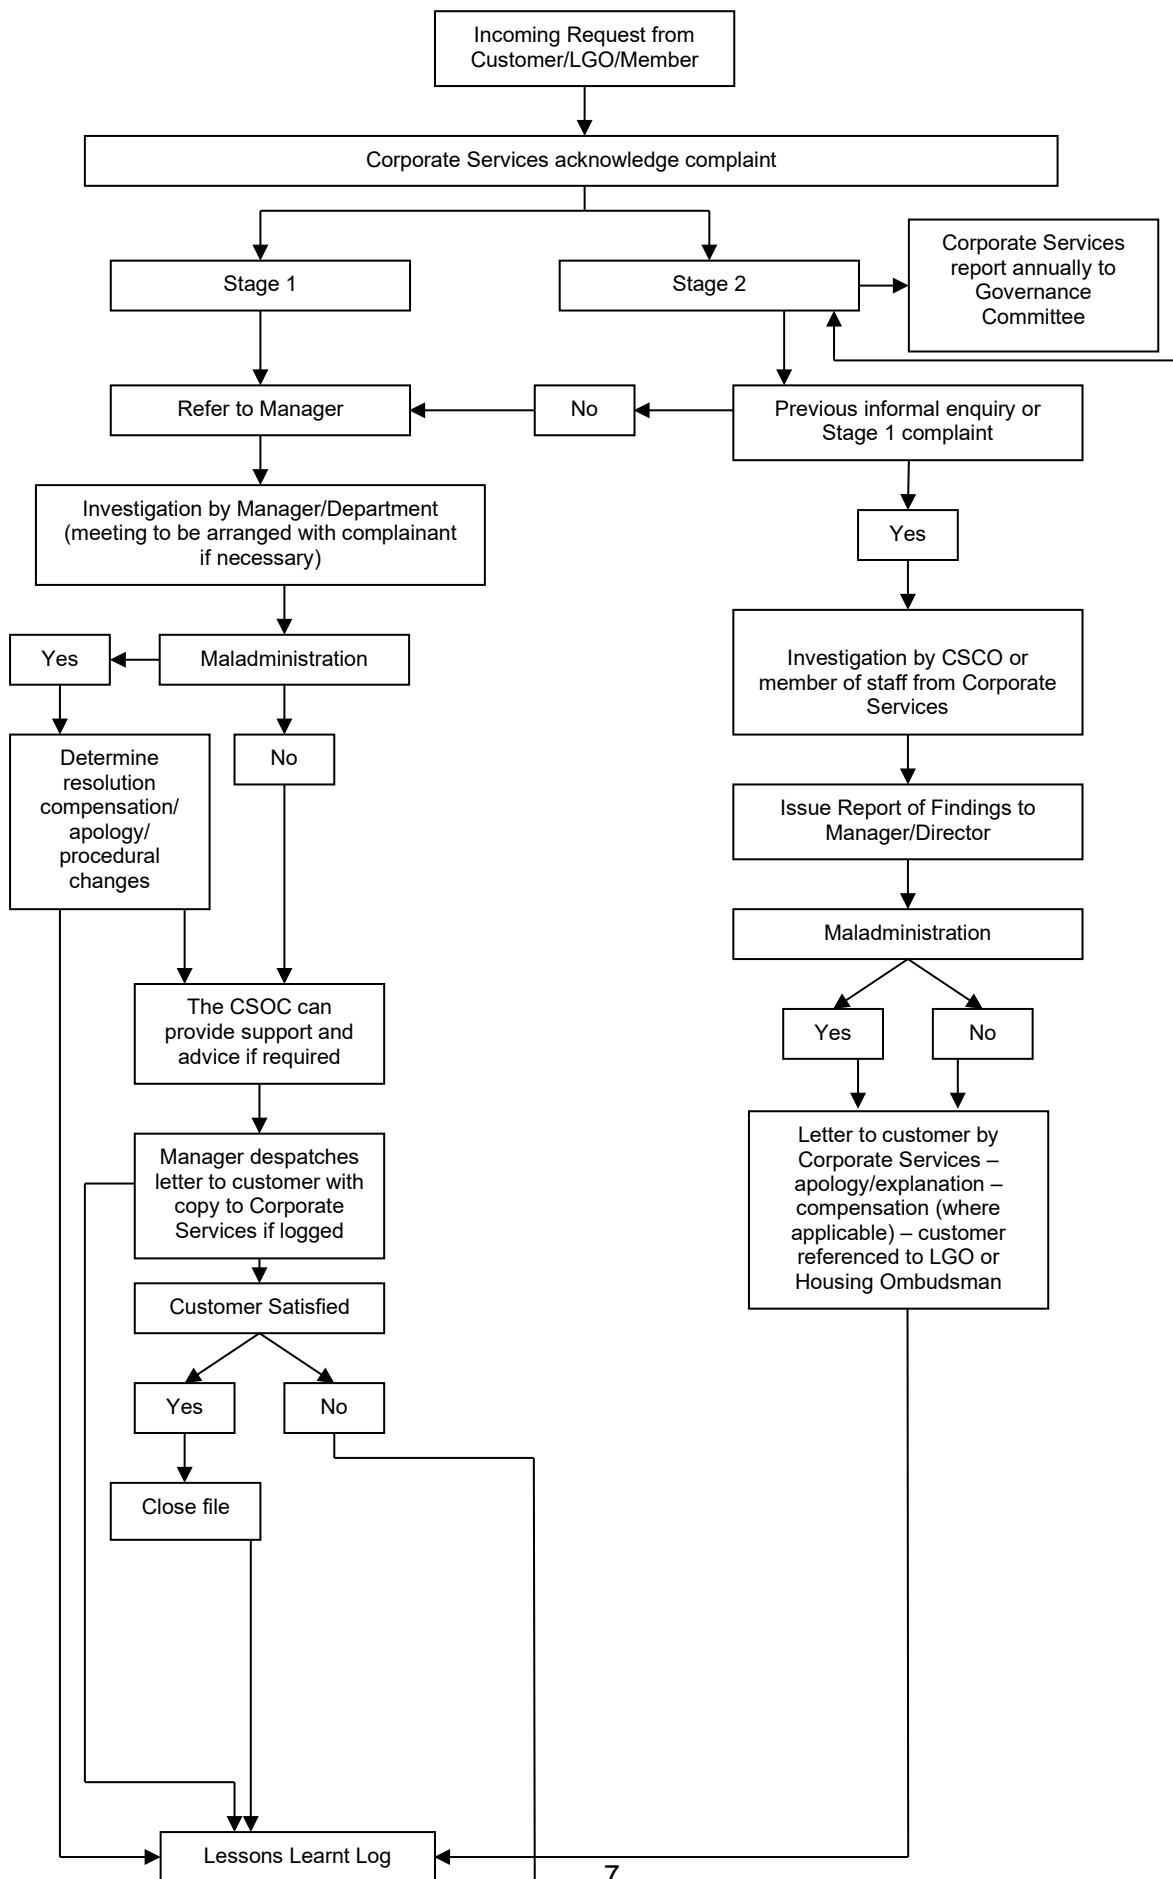 Incoming Request from
Customer/LGO/Member
Corporate Services acknowledge complaint
Stage 1
Stage 2
Corporate Services
report annually to
Governance
Committee
Refer to Manager
No
Previous informal enquiry or
Stage 1 complaint
Investigation by Manager/Department
(meeting to be arranged with complainant
if necessary)
Yes
Yes
Maladministration
Investigation by CSCO or
member of staff from Corporate
Services
Determine
resolution
compensation/
apology/
procedural
changes
No
Issue Report of Findings to
Manager/Director
Maladministration
The CSOC can
provide support and
advice if required
Yes
No
Manager despatches
letter to customer with
copy to Corporate
Services if logged
Letter to customer by
Corporate Services –
apology/explanation –
compensation (where
applicable) – customer
referenced to LGO or
Housing Ombudsman
Customer Satisfied
Yes
No
Close file
Lessons Learnt Log
7